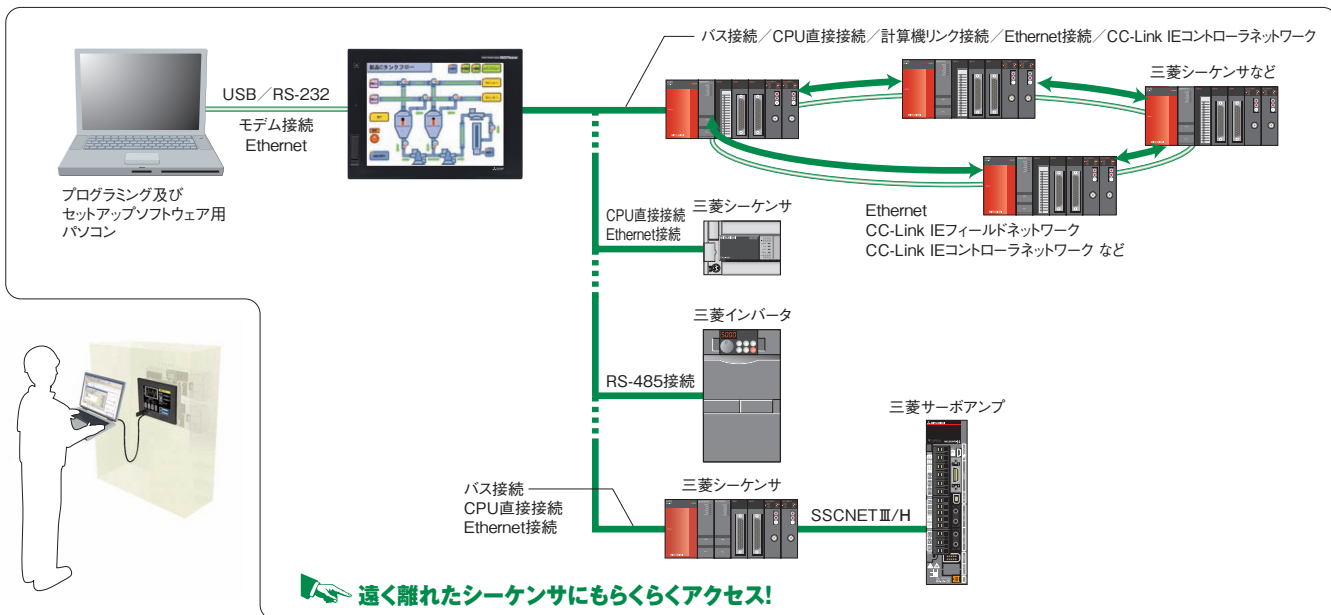 バス接続／CPU直接接続／計算機リンク接続／Ethernet接続／CC-Link IEコントローラネットワーク
三菱シーケンサなど
USB／RS-232
モデム接続
Ethernet
製品Cタンクフロー
プログラミング及び
セットアップソフトウェア用
パソコン
Ethernet
CC-Link IEフィールドネットワーク
CC-Link IEコントローラネットワーク など
CPU直接接続
Ethernet接続
三菱シーケンサ
三菱インバータ
RS-485接続
三菱サーボアンプ
バス接続
CPU直接接続
Ethernet接続
三菱シーケンサ
SSCNETⅢ/H
遠く離れたシーケンサにもらくらくアクセス!